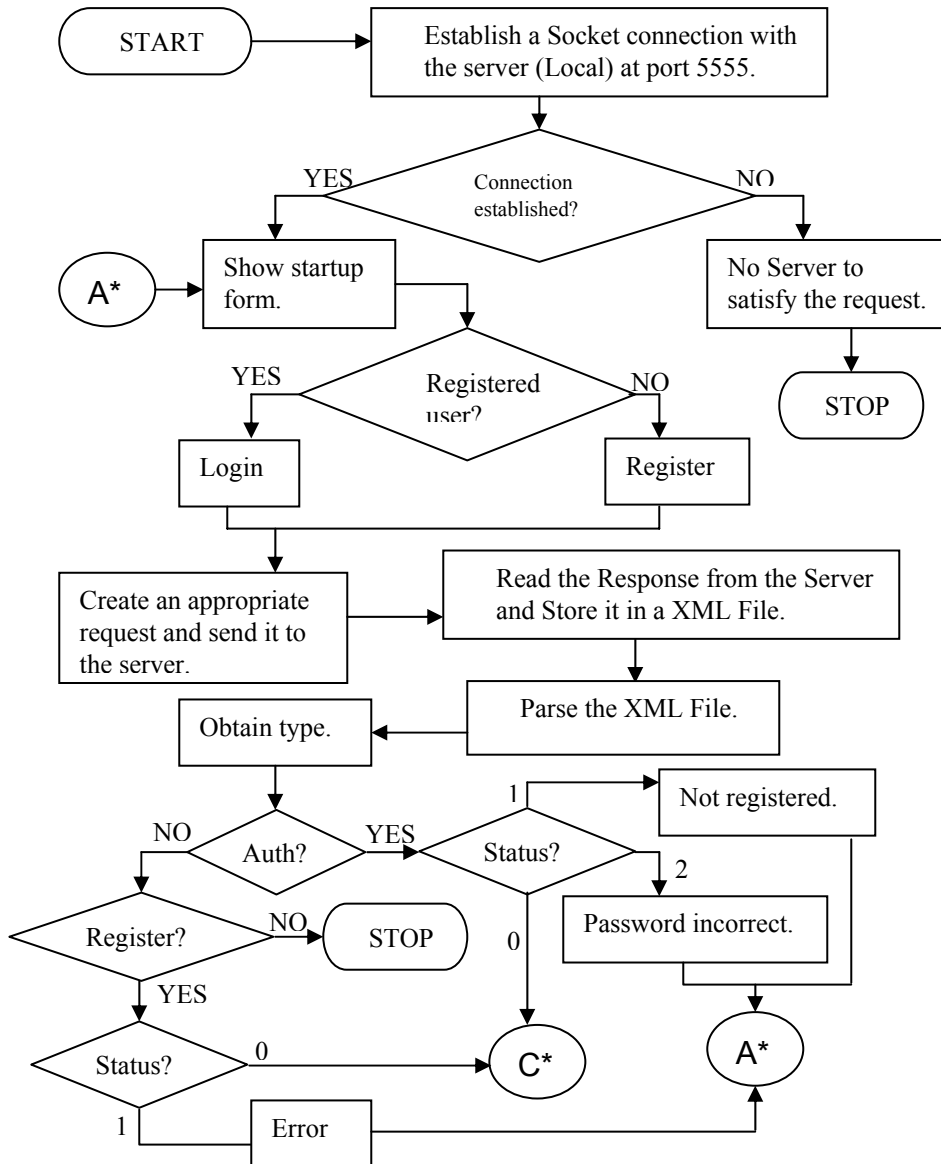 START
Establish a Socket connection with
the server (Local) at port 5555.
YES
Connection
established?
NO
A*
Show startup
form.
No Server to
satisfy the request.
YES
Registered
user?
NO
STOP
Login
Register
Create an appropriate
request and send it to
the server.
Read the Response from the Server
and Store it in a XML File.
Parse the XML File.
Obtain type.
1
Not registered.
NO
Auth?
YES
Status?
2
Register?
NO
STOP
0
Password incorrect.
YES
Status?
0
C*
A*
1
Error